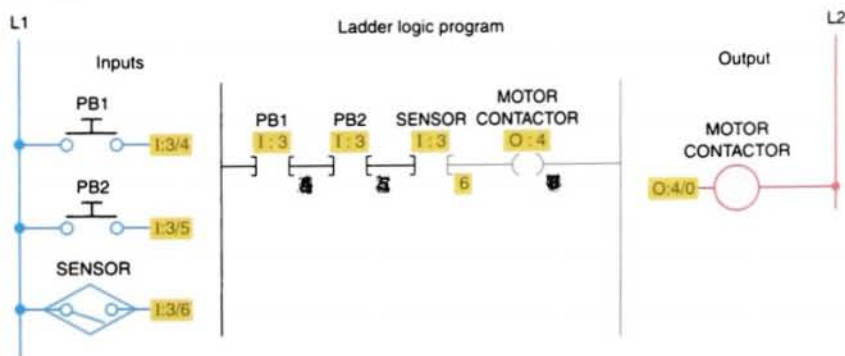 L1
Ladder logic program
L2
Inputs
Output
PB1
I:3/4
PB2
I:3/5
SENSOR
I:3/6
PB1
I:3
PB2
I:3
SENSOR
I:3
6
MOTOR
CONTACTOR
O:4
MOTOR
CONTACTOR
O:4/0